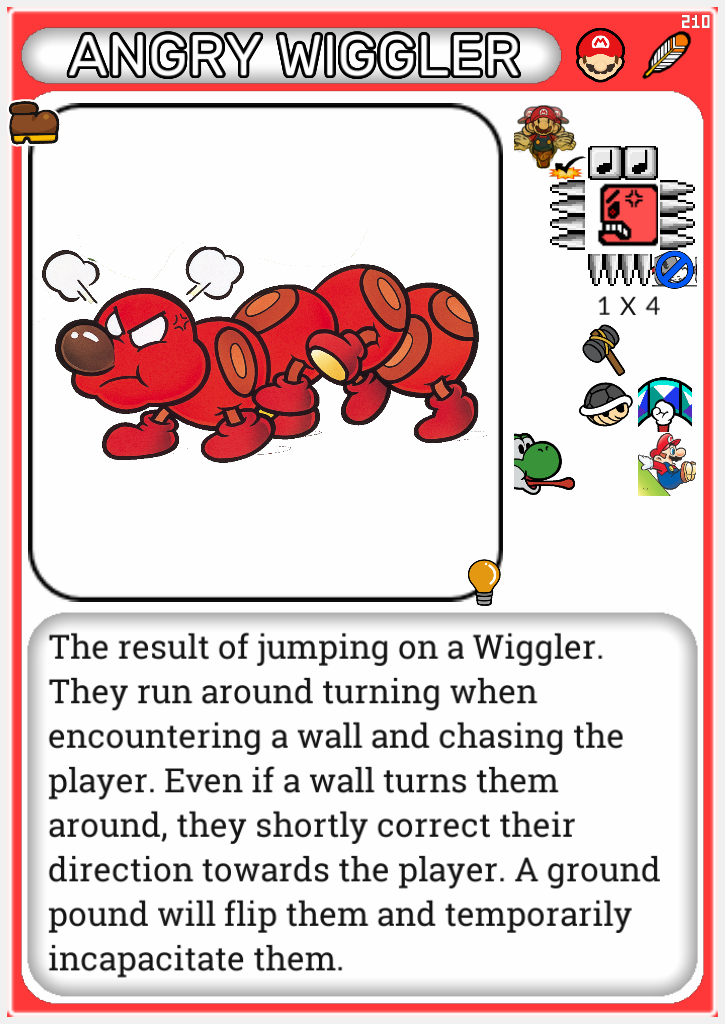 210
ANGRY WIGGLER
M
1 X 4
The result of jumping on a Wiggler.
They run around turning when
encountering a wall and chasing the
player. Even if a wall turns them
around, they shortly correct their
direction towards the player. A ground
pound will flip them and temporarily
incapacitate them.